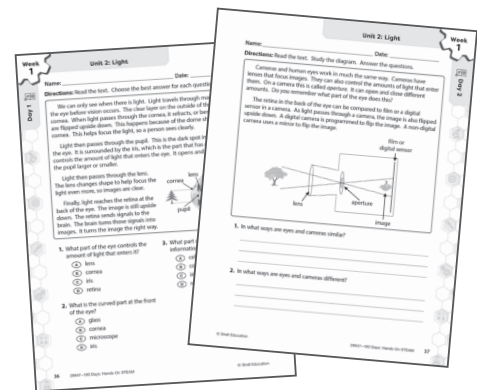 Week
1
Unit 2: Light
Name:
Date:
Directions: Read the text. Choose the best answer for each
Day 1
We can only see when there is light. Light travels through
the eye before vision occurs. The clear layer on the outside of
cornea. When light passes through the cornea, it refracts, or
are flipped upside down. This happens because of the dome
cornea. This helps focus the light, so a person sees clearly.
Light then passes through the pupil. This is the dark spot in
the eye. It is surrounded by the iris, which is the part that has
controls the amount of light that enters the eye. It opens and
the pupil larger or smaller.
Light then passes through the lens.
The lens changes shape to help focus the
light even more, so images are clear.
Finally, light reaches the retina at the
back of the eye. The image is still upside
down. The retina sends signals to the
brain. The brain turns those signals into
images. It turns the image the right way.
lens
cornea
pupil
1. What part of the eye controls the
amount of light that enters it?
A lens
B cornea
C iris
D retina
2. What is the curved part at the front
of the eye?
A glass
B cornea
C microscope
D iris
3. What part
A
B
C
D
36
© Shell Education
Week
1
Unit 2: Light
Name:
Date:
Directions: Read the text. Study the diagram. Answer the questions.
Day 2
Cameras and human eyes work in much the same way. Cameras have
lenses that focus images. They can also control the amounts of light that enter
them. On a camera this is called aperture. It can open and close different
amounts. Do you remember what part of the eye does this?
The retina in the back of the eye can be compared to film or a digital
sensor in a camera. As light passes through a camera, the image is also flipped
upside down. A digital camera is programmed to flip the image. A non-digital
camera uses a mirror to flip the image.
film or
digital sensor
lens
aperture
image
1. In what ways are eyes and cameras similar?
2. In what ways are eyes and cameras different?
© Shell Education
37